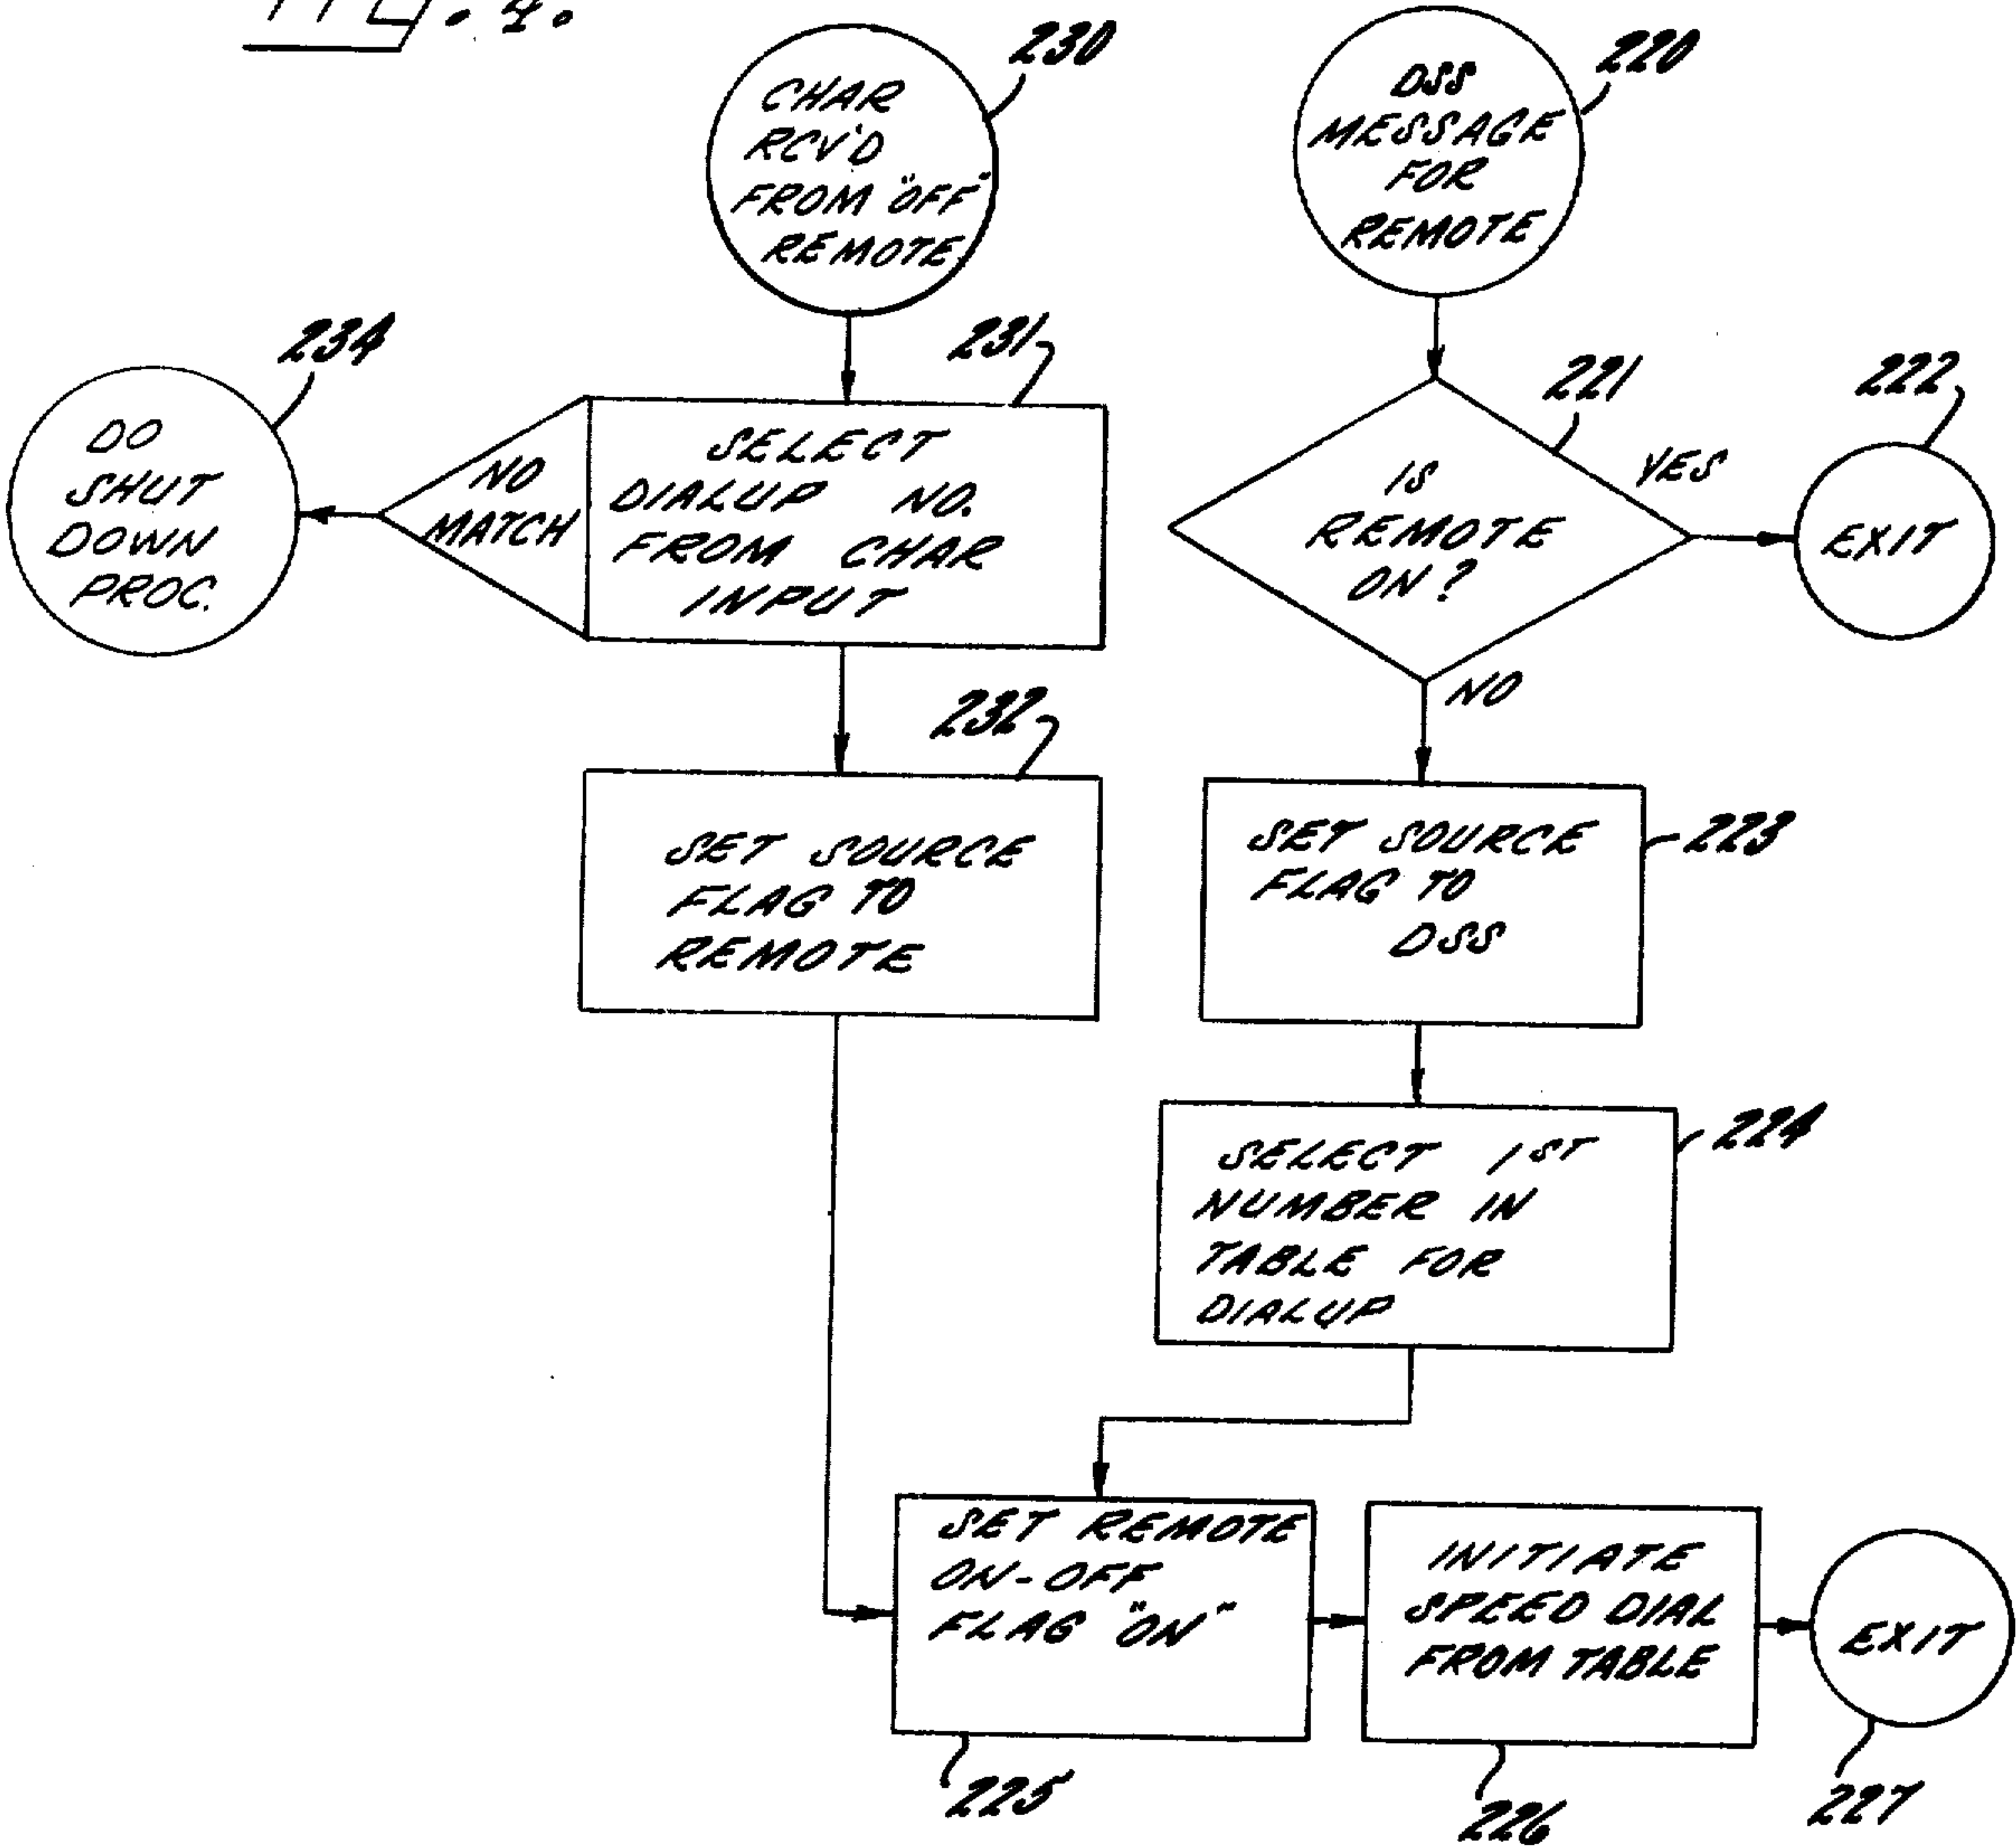 FIG. 4.
230
CHAR
RCV'D
FROM "OFF"
REMOTE
220
DSS
MESSAGE
FOR
REMOTE
234
DO
SHUT
DOWN
PROC.
NO
MATCH
231
SELECT
DIALUP NO.
FROM CHAR
INPUT
221
IS
REMOTE
ON?
YES
222
EXIT
NO
232
SET SOURCE
FLAG TO
REMOTE
223
SET SOURCE
FLAG TO
DSS
224
SELECT 1ST
NUMBER IN
TABLE FOR
DIALUP
SET REMOTE
ON-OFF
FLAG "ON"
225
INITIATE
SPEED DIAL
FROM TABLE
226
EXIT
227